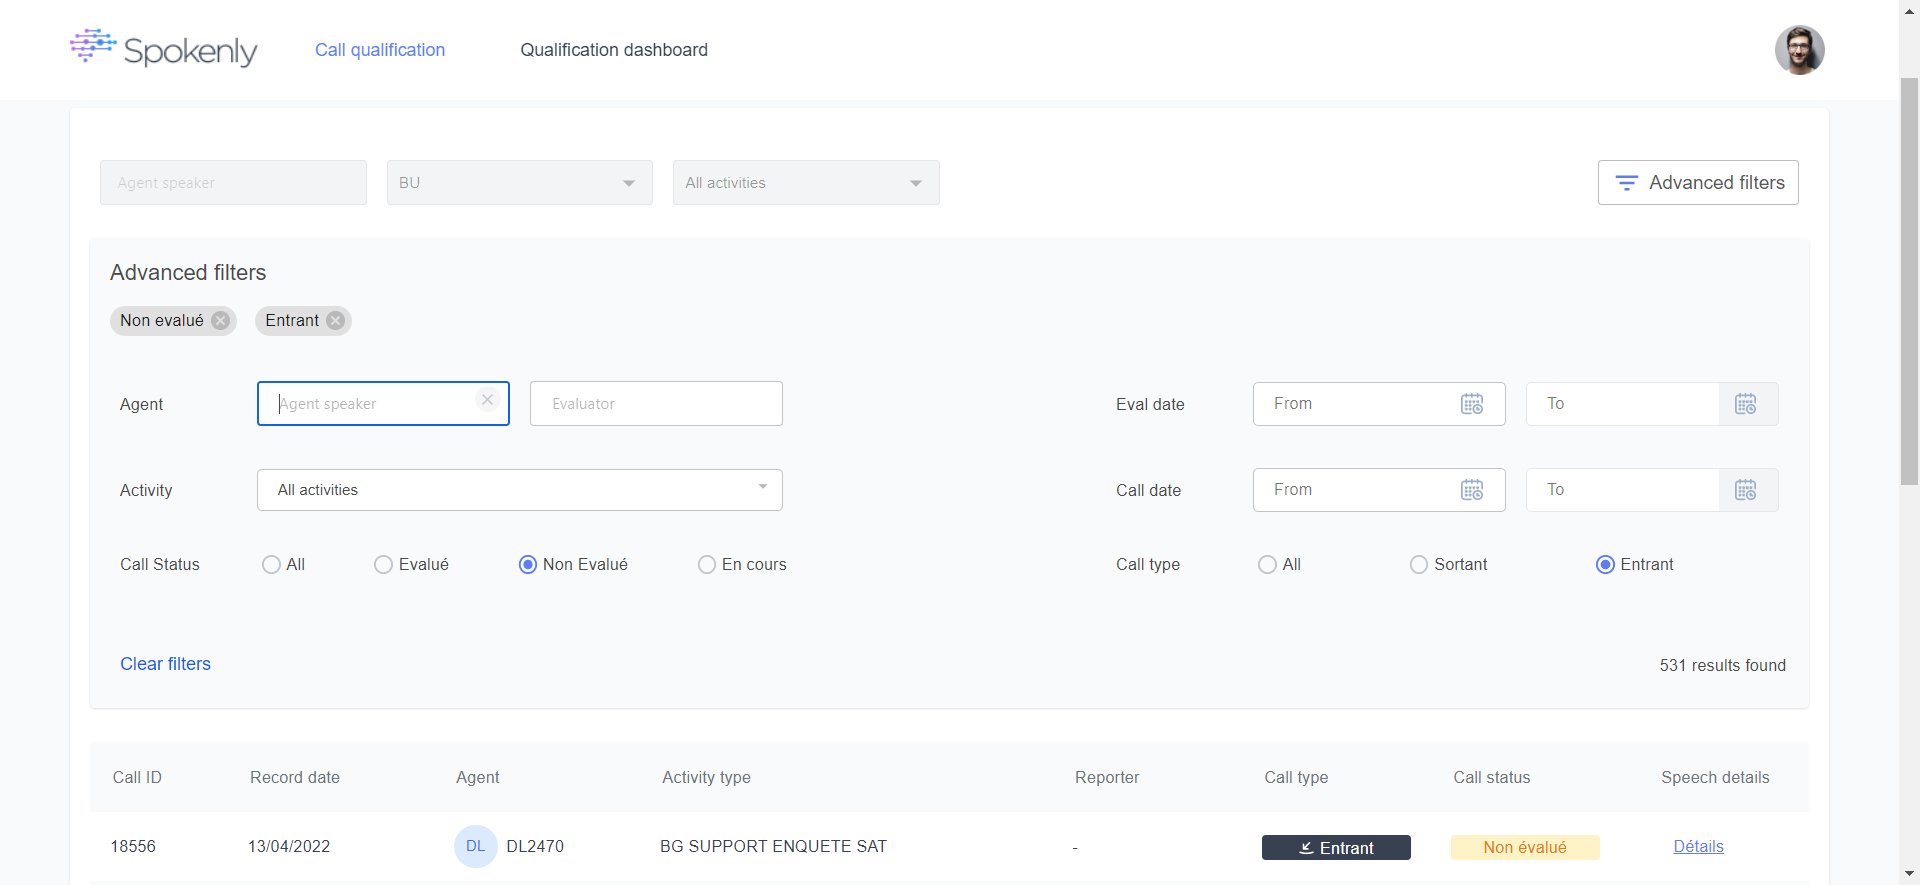 Spokenly
Call qualification
Qualification dashboard
Agent speaker
BU
All activities
Advanced filters
Advanced filters
Non evalué
Entrant
Agent
Agent speaker
Evaluator
Eval date
From
To
Activity
All activities
Call date
From
To
Call Status
All
Evalué
Non Evalué
En cours
Call type
All
Sortant
Entrant
Clear filters
531 results found
Call ID
Record date
Agent
Activity type
Reporter
Call type
Call status
Speech details
18556
13/04/2022
DL
DL2470
BG SUPPORT ENQUETE SAT
-
Entrant
Non évalué
Détails